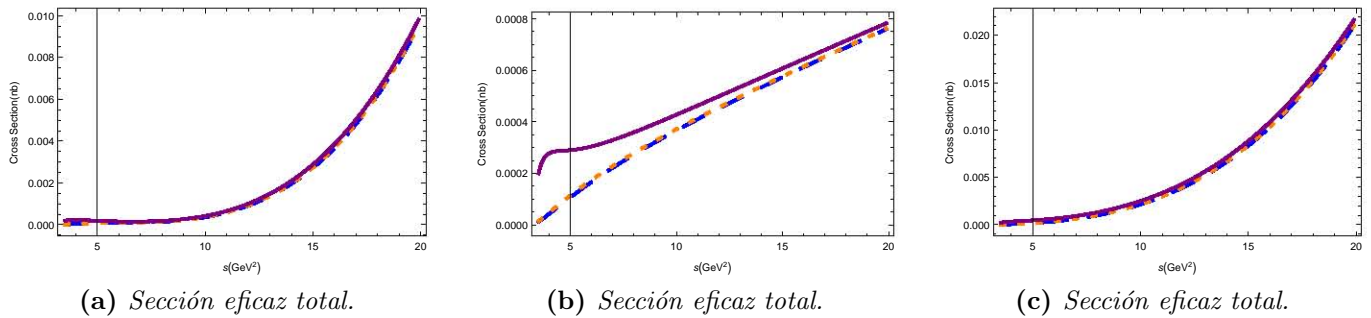 0.010
0.008
0.006
0.004
0.002
0.000
Cross Section(nb)
5 10 15 20
s(GeV²)
(a) Sección eficaz total.
0.0008
0.0006
0.0004
0.0002
0.0000
Cross Section(nb)
5 10 15 20
s(GeV²)
(b) Sección eficaz total.
0.020
0.015
0.010
0.005
0.000
Cross Section(nb)
5 10 15 20
s(GeV²)
(c) Sección eficaz total.